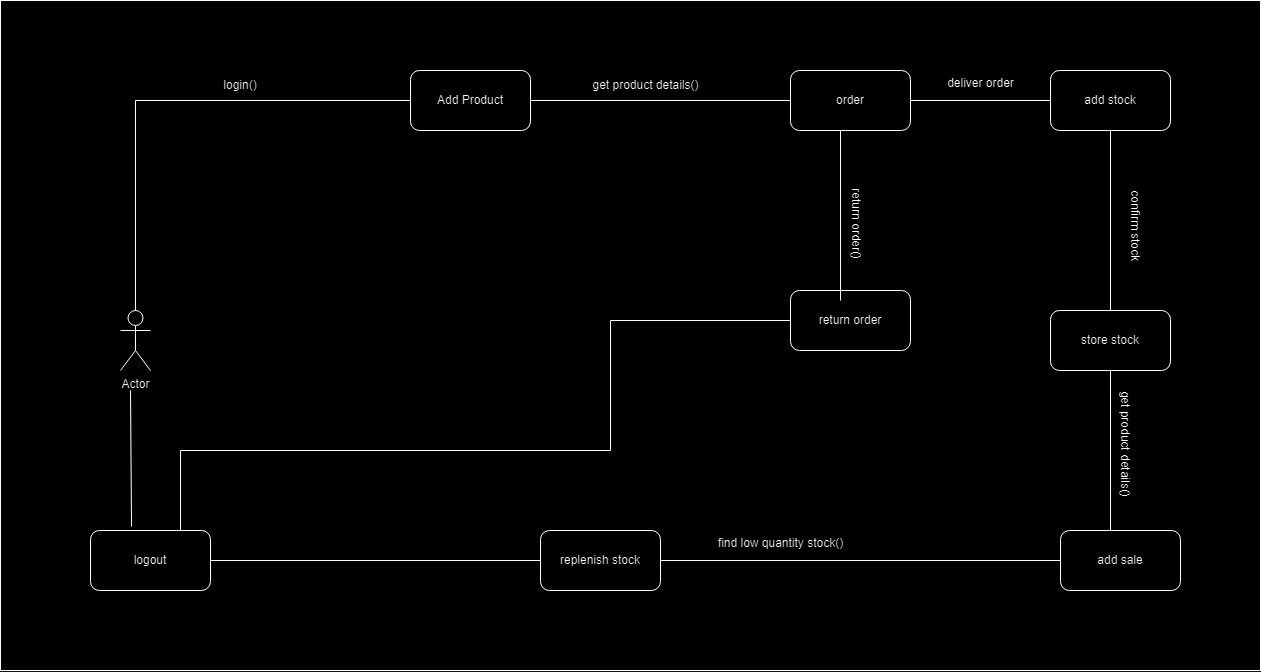 login()
Add Product
get product details()
order
deliver order
add stock
return order()
confirm stock
return order
store stock
Actor
get product details()
logout
replenish stock
find low quantity stock()
add sale